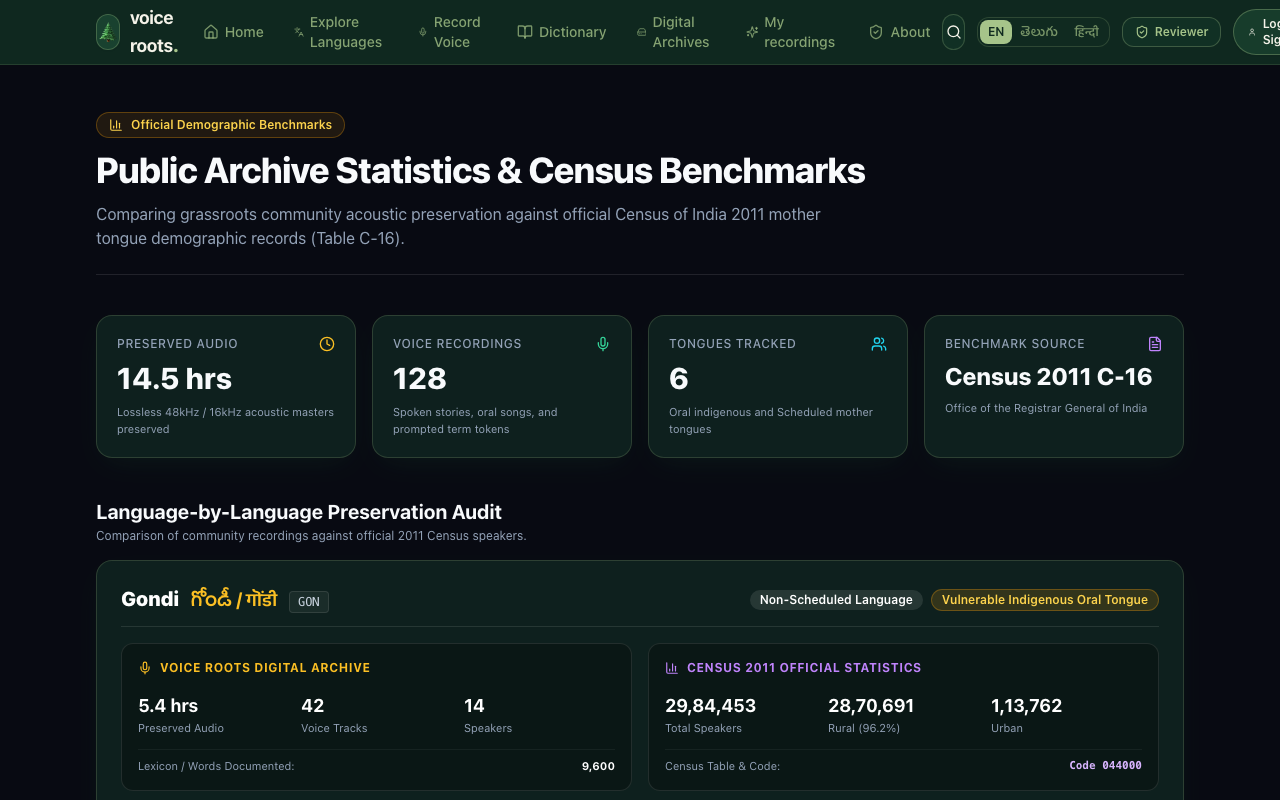 voice roots.
Home
Explore Languages
Record Voice
Dictionary
Digital Archives
My recordings
About
EN
తెలుగు
हिन्दी
Reviewer
Official Demographic Benchmarks
Public Archive Statistics & Census Benchmarks
Comparing grassroots community acoustic preservation against official Census of India 2011 mother
tongue demographic records (Table C-16).
PRESERVED AUDIO
14.5 hrs
Lossless 48kHz / 16kHz acoustic masters
preserved
VOICE RECORDINGS
128
Spoken stories, oral songs, and
prompted term tokens
TONGUES TRACKED
6
Oral indigenous and Scheduled mother
tongues
BENCHMARK SOURCE
Census 2011 C-16
Office of the Registrar General of India
Language-by-Language Preservation Audit
Comparison of community recordings against official 2011 Census speakers.
Gondi గోండీ / गोंडी GON
Non-Scheduled Language
Vulnerable Indigenous Oral Tongue
VOICE ROOTS DIGITAL ARCHIVE
5.4 hrs
Preserved Audio
42
Voice Tracks
14
Speakers
Lexicon / Words Documented: 9,600
CENSUS 2011 OFFICIAL STATISTICS
29,84,453
Total Speakers
28,70,691
Rural (96.2%)
1,13,762
Urban
Census Table & Code: Code 044000